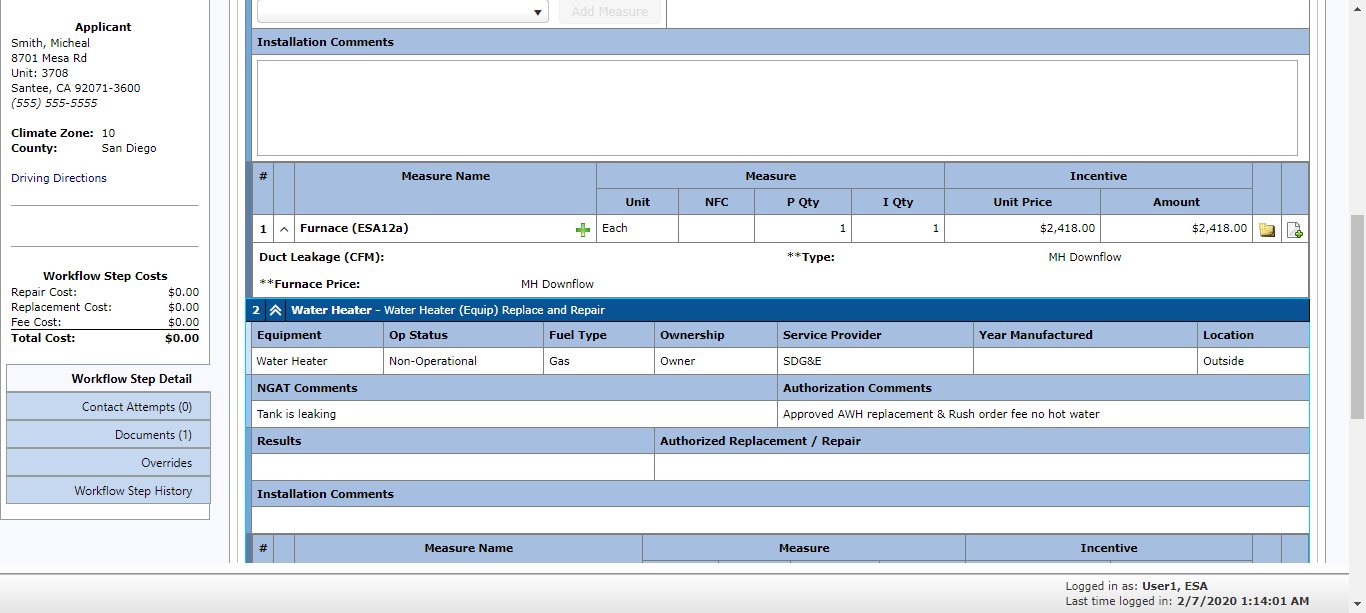 Applicant
Smith, Micheal
8701 Mesa Rd
Unit: 3708
Santee, CA 92071-3600
(555) 555-5555
Climate Zone: 10
County: San Diego
Driving Directions
Workflow Step Costs
Repair Cost: $0.00
Replacement Cost: $0.00
Fee Cost: $0.00
Total Cost: $0.00
Workflow Step Detail
Contact Attempts (0)
Documents (1)
Overrides
Workflow Step History
Add Measure
Installation Comments
# Measure Name Measure Incentive
Unit NFC P Qty I Qty Unit Price Amount
1 Furnace (ESA12a) Each 1 1 $2,418.00 $2,418.00
Duct Leakage (CFM): **Type: MH Downflow
**Furnace Price: MH Downflow
2 Water Heater - Water Heater (Equip) Replace and Repair
Equipment Op Status Fuel Type Ownership Service Provider Year Manufactured Location
Water Heater Non-Operational Gas Owner SDG&E Outside
NGAT Comments Authorization Comments
Tank is leaking Approved AWH replacement & Rush order fee no hot water
Results Authorized Replacement / Repair
Installation Comments
# Measure Name Measure Incentive
Logged in as: User1, ESA
Last time logged in: 2/7/2020 1:14:01 AM